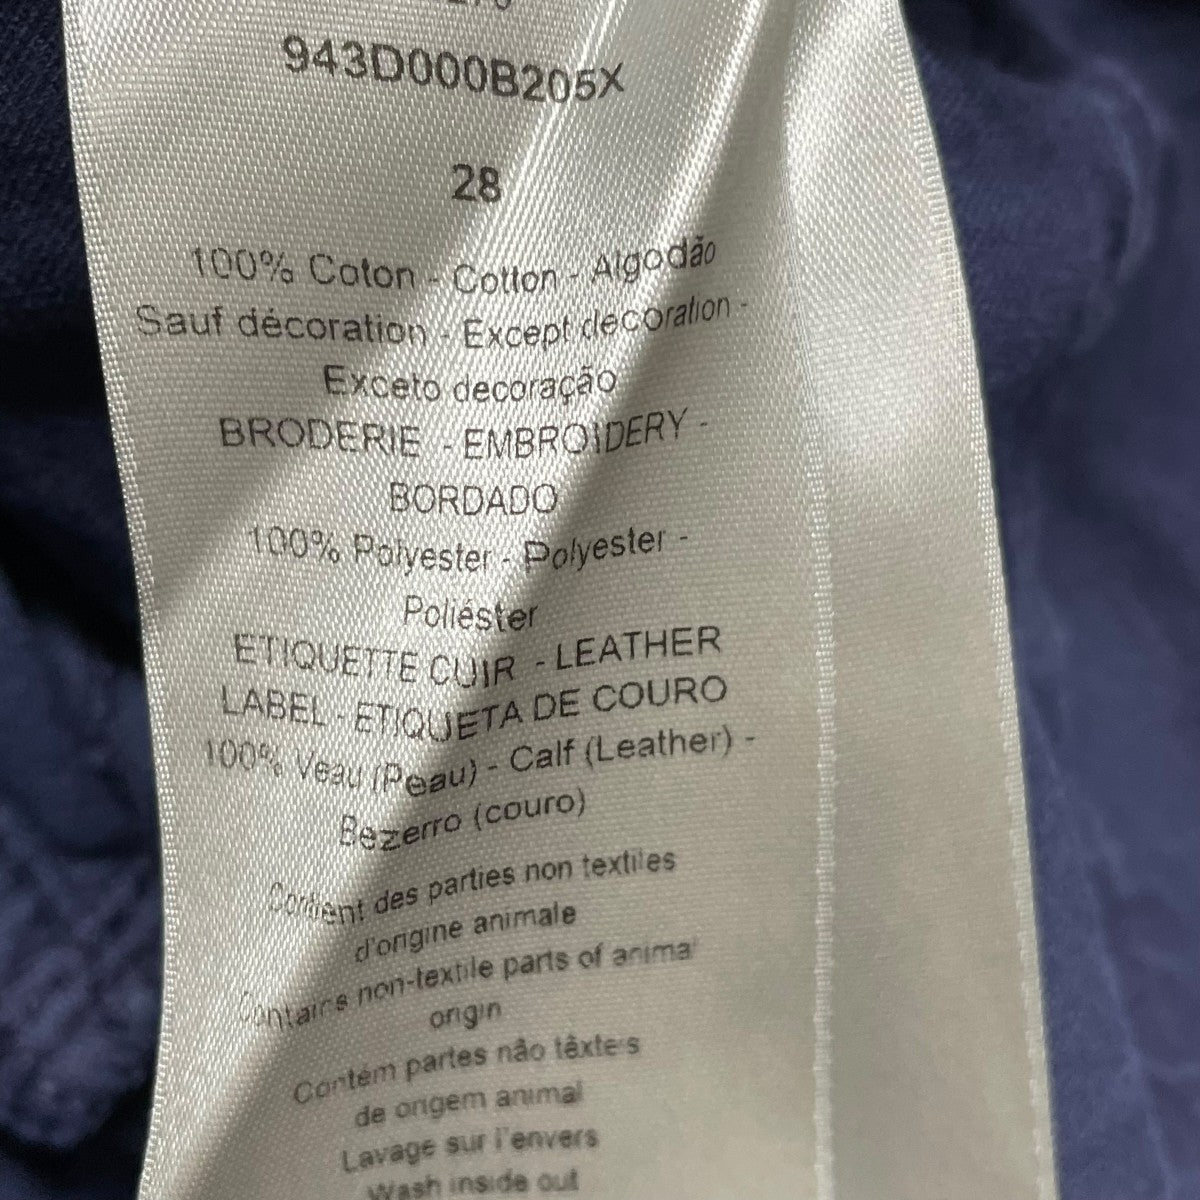 943D000B205X
28
100% Coton - Cotton - Algodão
Sauf décoration - Except decoration -
Exceto decoração
BRODERIE - EMBROIDERY -
BORDADO
100% Polyester - Polyester -
Poliéster
ETIQUETTE CUIR - LEATHER
LABEL - ETIQUETA DE COURO
100% Veau (Peau) - Calf (Leather) -
Bezerro (couro)
Contient des parties non textiles
d'origine animale
Contains non-textile parts of animal
origin
Contém partes não têxteis
de origem animal
Lavage sur l'envers
Wash inside out